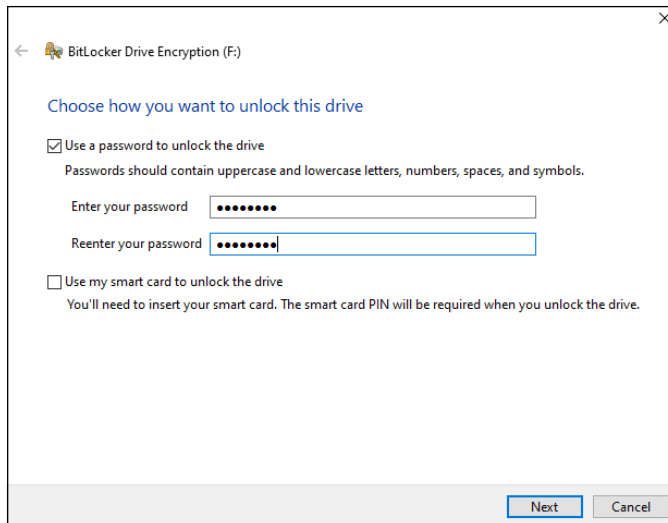 BitLocker Drive Encryption (F:)
Choose how you want to unlock this drive
Use a password to unlock the drive
Passwords should contain uppercase and lowercase letters, numbers, spaces, and symbols.
Enter your password ●●●●●●●●
Reenter your password ●●●●●●●●
Use my smart card to unlock the drive
You'll need to insert your smart card. The smart card PIN will be required when you unlock the drive.
Next Cancel